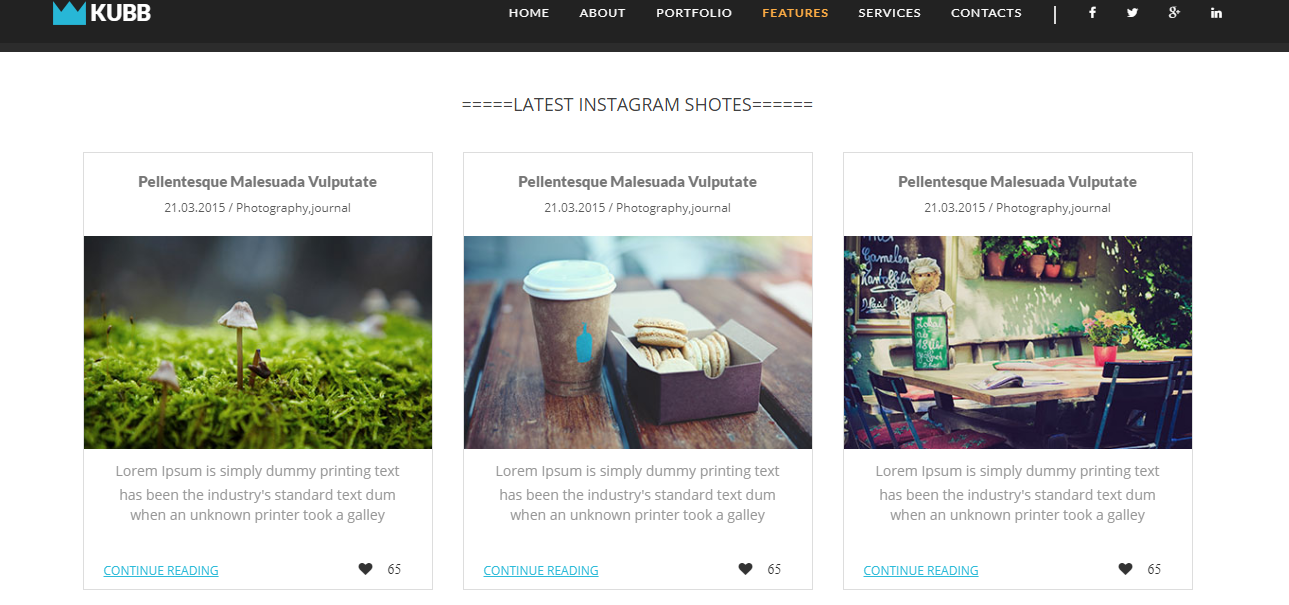 KUBB
HOME ABOUT PORTFOLIO FEATURES SERVICES CONTACTS
=====LATEST INSTAGRAM SHOTES======
Pellentesque Malesuada Vulputate
21.03.2015 / Photography,journal
Lorem Ipsum is simply dummy printing text
has been the industry's standard text dum
when an unknown printer took a galley
CONTINUE READING 65
Pellentesque Malesuada Vulputate
21.03.2015 / Photography,journal
Lorem Ipsum is simply dummy printing text
has been the industry's standard text dum
when an unknown printer took a galley
CONTINUE READING 65
Pellentesque Malesuada Vulputate
21.03.2015 / Photography,journal
Gamelen
Kartoffeln
Lokal
Lorem Ipsum is simply dummy printing text
has been the industry's standard text dum
when an unknown printer took a galley
CONTINUE READING 65